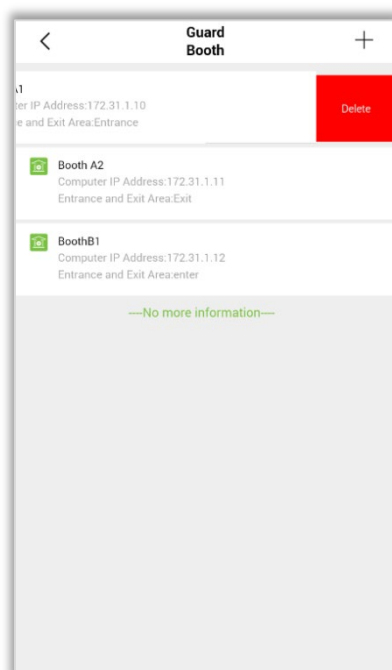 Guard
Booth
A1
ter IP Address:172.31.1.10
Delete
e and Exit Area:Entrance
Booth A2
Computer IP Address:172.31.1.11
Entrance and Exit Area:Exit
BoothB1
Computer IP Address:172.31.1.12
Entrance and Exit Area:enter
----No more information----